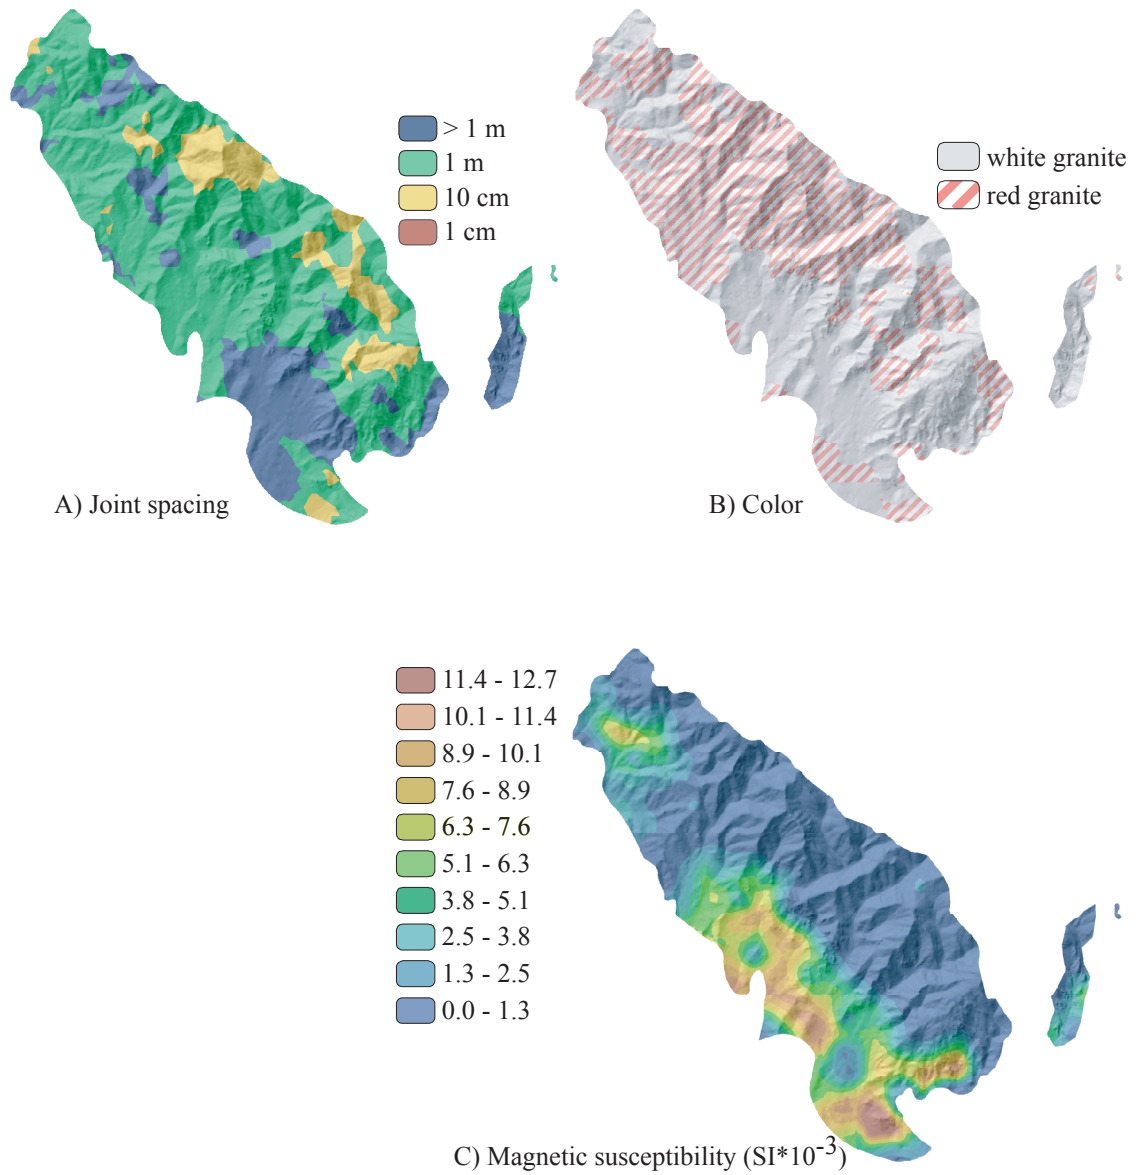 > 1 m
1 m
10 cm
1 cm
A) Joint spacing
white granite
red granite
B) Color
11.4 - 12.7
10.1 - 11.4
8.9 - 10.1
7.6 - 8.9
6.3 - 7.6
5.1 - 6.3
3.8 - 5.1
2.5 - 3.8
1.3 - 2.5
0.0 - 1.3
C) Magnetic susceptibility (SI*10⁻³)